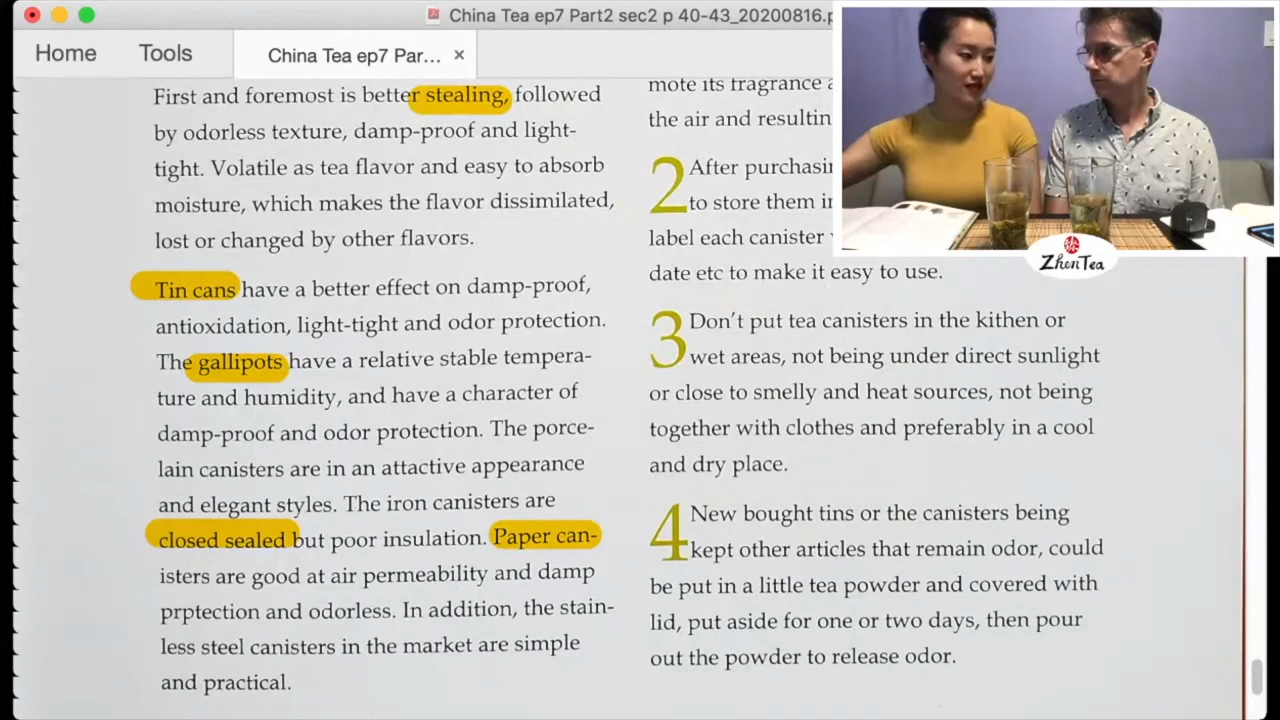 China Tea ep7 Part2 sec2 p 40-43_20200816.p
Home
Tools
China Tea ep7 Par...
×
First and foremost is better stealing, followed
by odorless texture, damp-proof and light-
tight. Volatile as tea flavor and easy to absorb
moisture, which makes the flavor dissimilated,
lost or changed by other flavors.
Tin cans have a better effect on damp-proof,
antioxidation, light-tight and odor protection.
The gallipots have a relative stable tempera-
ture and humidity, and have a character of
damp-proof and odor protection. The porce-
lain canisters are in an attactive appearance
and elegant styles. The iron canisters are
closed sealed but poor insulation. Paper can-
isters are good at air permeability and damp
prptection and odorless. In addition, the stain-
less steel canisters in the market are simple
and practical.
mote its fragrance
the air and resultin
2 After purchasin
to store them in
label each canister
date etc to make it easy to use.
3 Don't put tea canisters in the kithen or
wet areas, not being under direct sunlight
or close to smelly and heat sources, not being
together with clothes and preferably in a cool
and dry place.
4 New bought tins or the canisters being
kept other articles that remain odor, could
be put in a little tea powder and covered with
lid, put aside for one or two days, then pour
out the powder to release odor.
ZhenTea